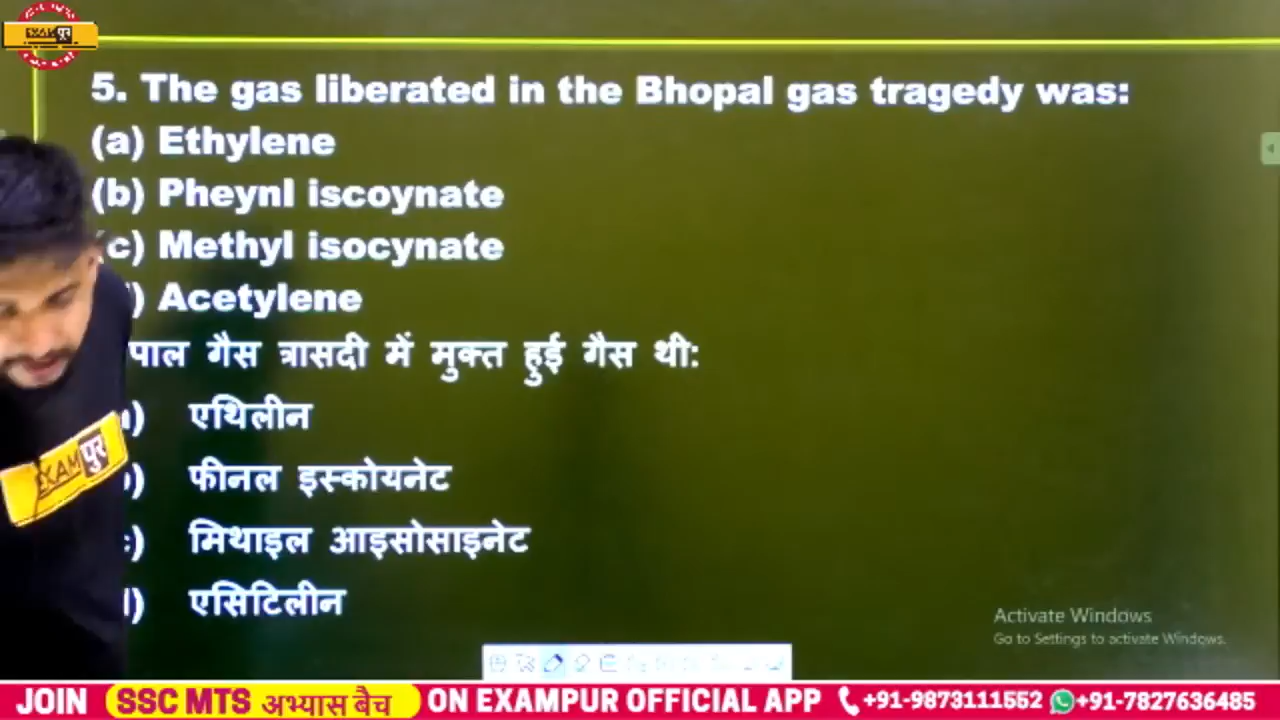 EXAMपुर
5. The gas liberated in the Bhopal gas tragedy was:
(a) Ethylene
(b) Pheynl iscoynate
(c) Methyl isocynate
) Acetylene
पाल गैस त्रासदी में मुक्त हुई गैस थी:
) एथिलीन
) फीनल इस्कोयनेट
) मिथाइल आइसोसाइनेट
) एसिटिलीन
EXAMपुर
Activate Windows
Go to Settings to activate Windows.
JOIN SSC MTS अभ्यास बैच ON EXAMPUR OFFICIAL APP +91-9873111552 +91-7827636485